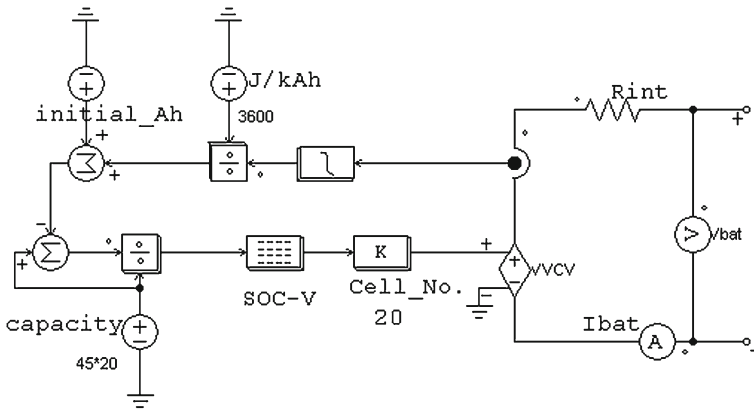 J/kAh
3600
initial_Ah
Rint
Vbat
K
VVCV
SOC-V
Cell_No.
20
capacity
45*20
Ibat
A
V